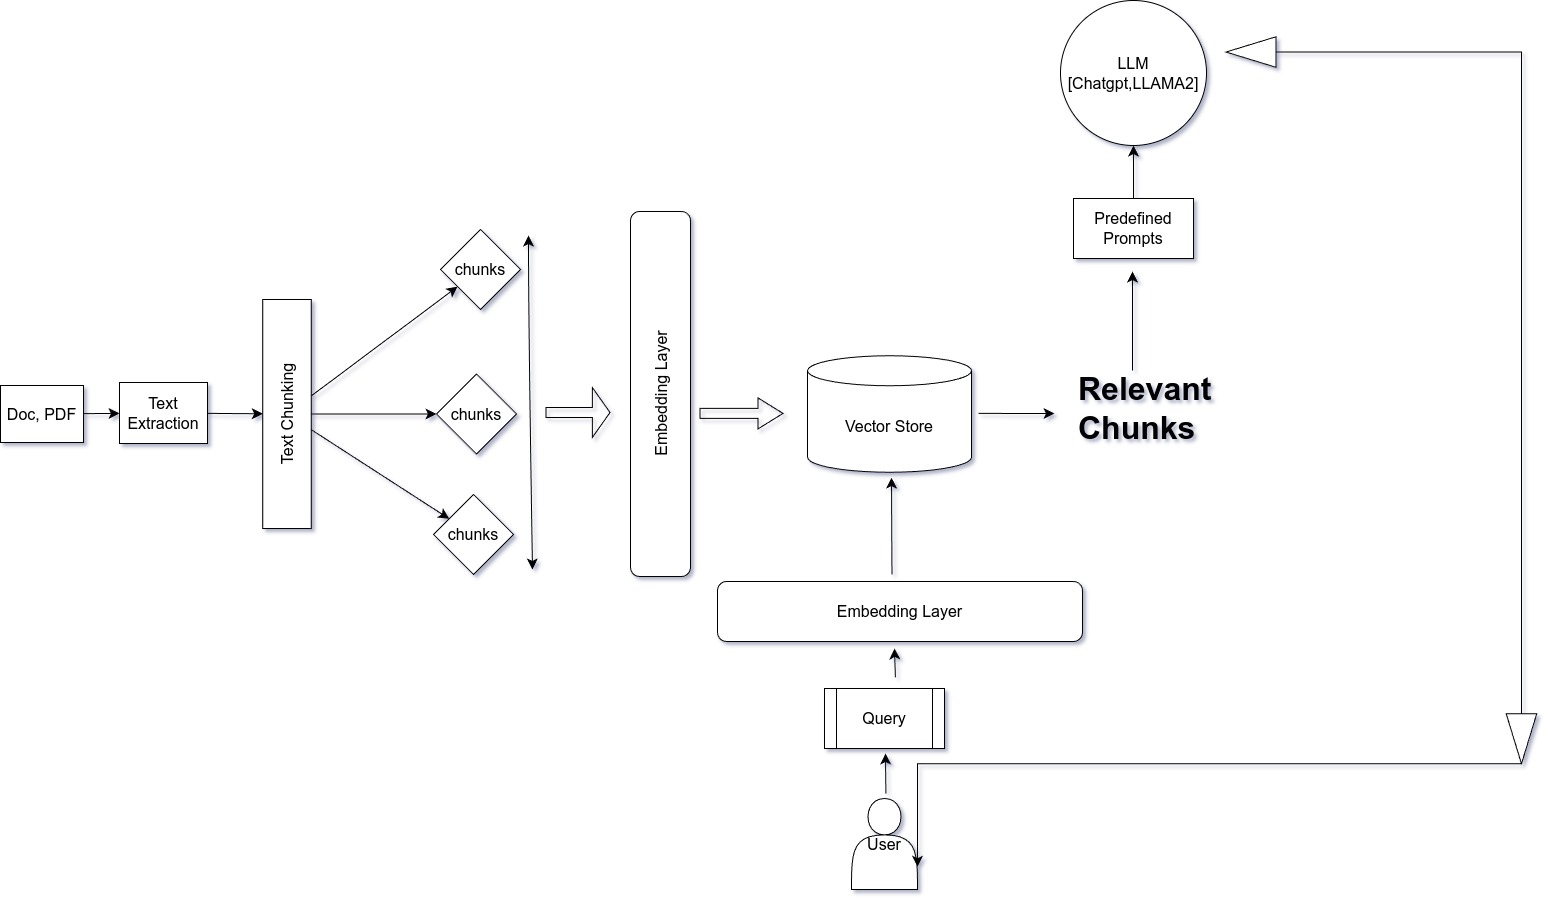 LLM
[Chatgpt,LLAMA2]
Predefined
Prompts
chunks
chunks
chunks
Doc, PDF
Text
Extraction
Text Chunking
Embedding Layer
Vector Store
Relevant
Chunks
Embedding Layer
Query
User